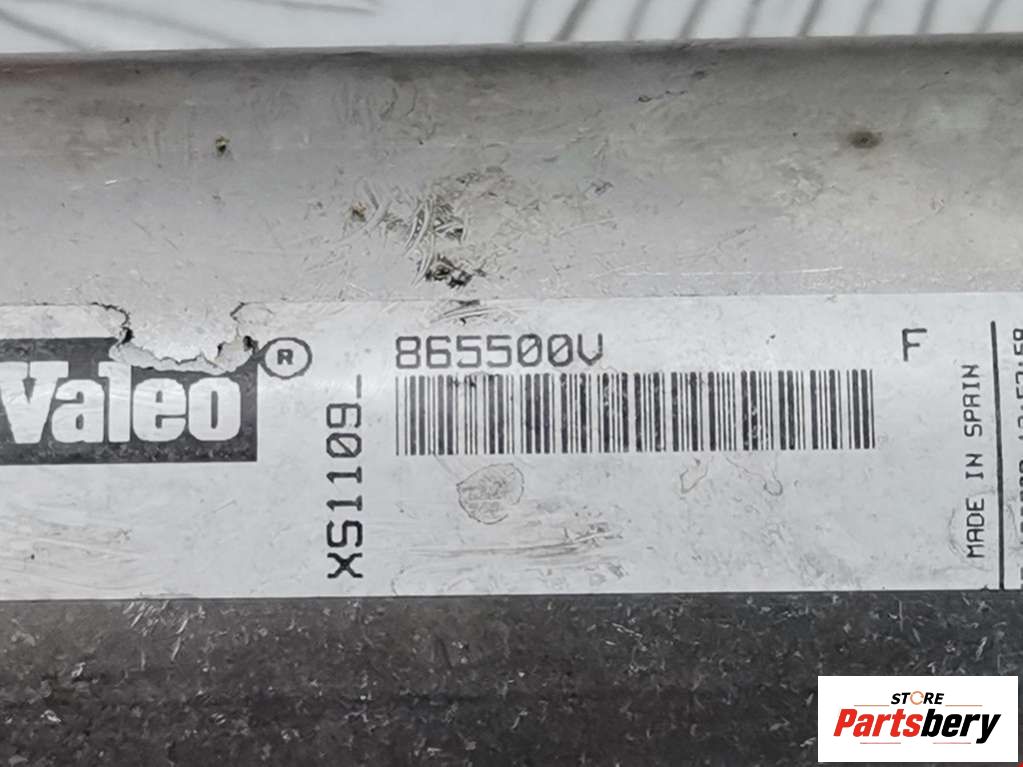 Valeo ®
865500V
F
XS1109_
MADE IN SPAIN
STORE
Partsbery